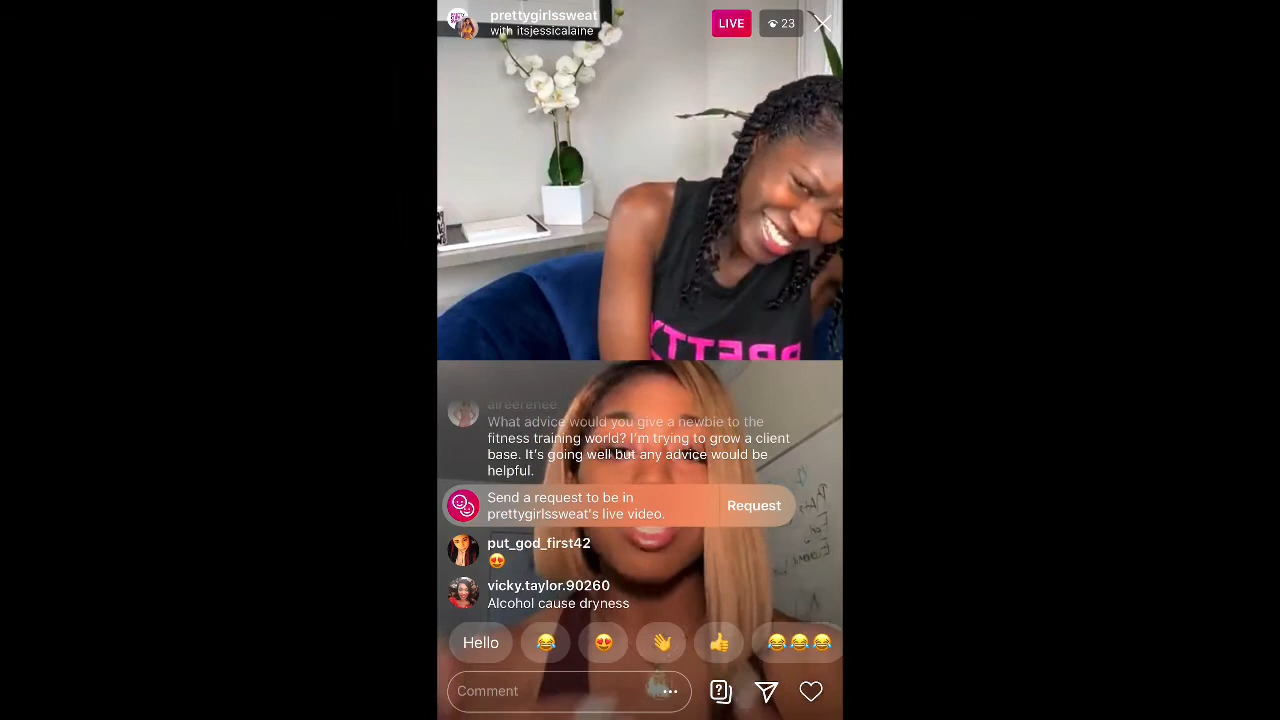 prettygirlssweat
with itsjessicalaine
LIVE
23
PRETTY
aireerenee
What advice would you give a newbie to the
fitness training world? I'm trying to grow a client
base. It's going well but any advice would be
helpful.
Send a request to be in
prettygirlssweat's live video.
Request
put_god_first42
😍
vicky.taylor.90260
Alcohol cause dryness
Hello
😂
😍
👋
👍
😂😂😂
Comment